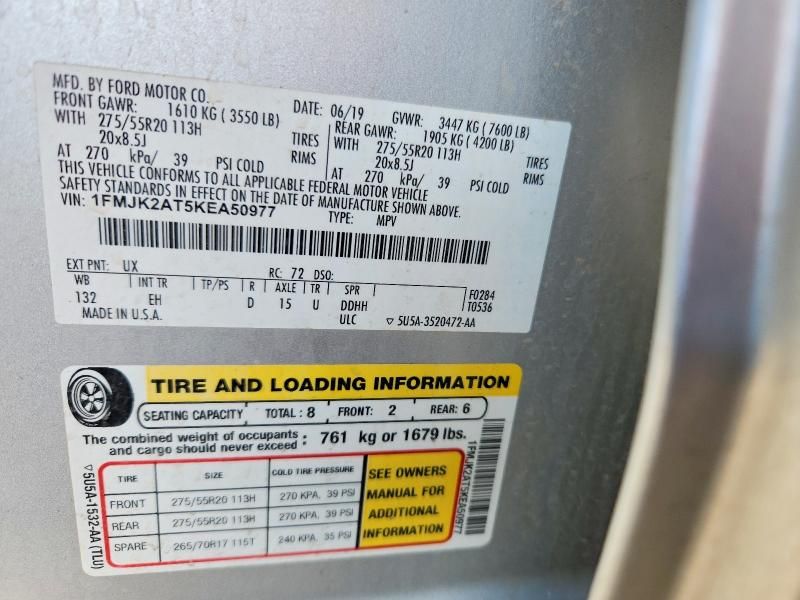 MFD. BY FORD MOTOR CO.
DATE: 06/19 GVWR: 3447 KG (7600 LB)
FRONT GAWR: 1610 KG (3550 LB) REAR GAWR: 1905 KG (4200 LB)
WITH 275/55R20 113H TIRES WITH 275/55R20 113H TIRES
20x8.5J RIMS 20x8.5J RIMS
AT 270 kPa/ 39 PSI COLD AT 270 kPa/ 39 PSI COLD
THIS VEHICLE CONFORMS TO ALL APPLICABLE FEDERAL MOTOR VEHICLE
SAFETY STANDARDS IN EFFECT ON THE DATE OF MANUFACTURE SHOWN ABOVE.
VIN: 1FMJK2AT5KEA50977
TYPE: MPV
EXT PNT: UX RC: 72 DSO:
WB INT TR TP/PS R AXLE TR SPR F0284
132 EH D 15 U DDHH T0536
MADE IN U.S.A. ULC ▽5U5A-3520472-AA
TIRE AND LOADING INFORMATION
SEATING CAPACITY TOTAL: 8 FRONT: 2 REAR: 6
The combined weight of occupants
and cargo should never exceed : 761 kg or 1679 lbs.
TIRE SIZE COLD TIRE PRESSURE
FRONT 275/55R20 113H 270 KPA, 39 PSI
REAR 275/55R20 113H 270 KPA, 39 PSI
SPARE 265/70R17 115T 240 KPA, 35 PSI
SEE OWNERS
MANUAL FOR
ADDITIONAL
INFORMATION
▽5U5A-1532-AA (TLU)
1FMJK2AT5KEA50977